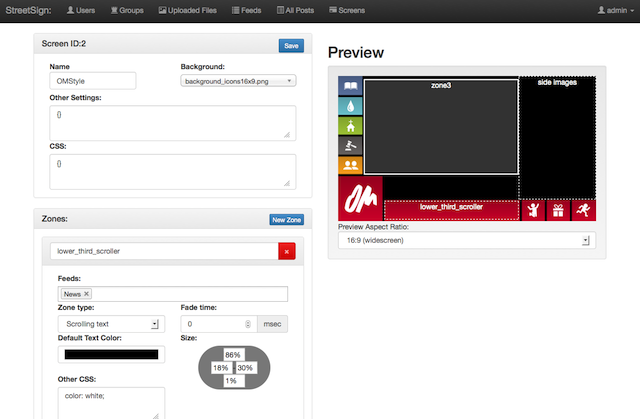 StreetSign: Users Groups Uploaded Files Feeds All Posts Screens admin
Screen ID:2 Save
Name Background:
OMStyle background_icons16x9.png
Other Settings:
{}
CSS:
{}
Zones: New Zone
lower_third_scroller ×
Feeds:
News ×
Zone type: Fade time:
Scrolling text 0 msec
Default Text Color: Size:
86%
18% - 30%
1%
Other CSS:
color: white;
Preview
zone3 side images
OM
lower_third_scroller
Preview Aspect Ratio:
16:9 (widescreen)